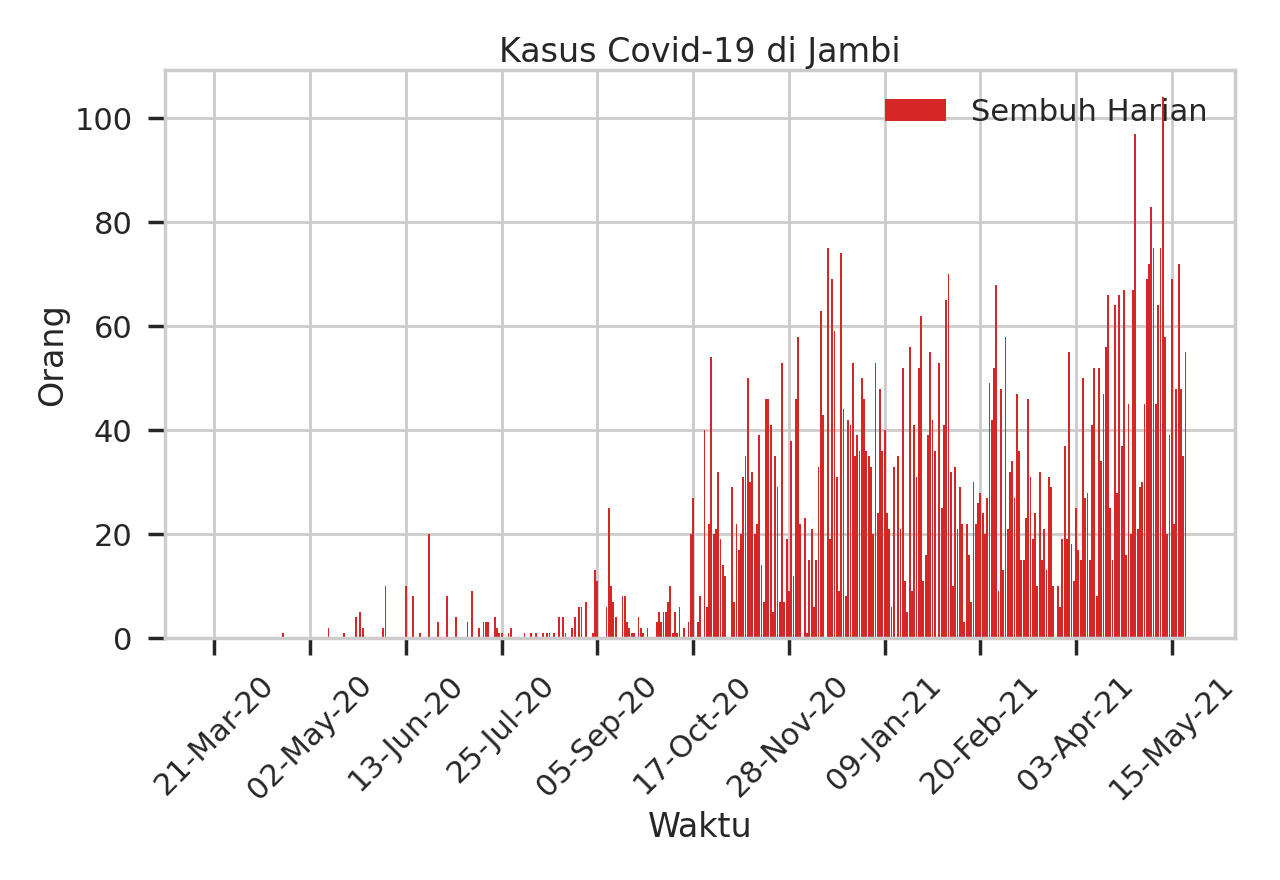 Kasus Covid-19 di Jambi
Sembuh Harian
Orang
100
80
60
40
20
0
21-Mar-20
02-May-20
13-Jun-20
25-Jul-20
05-Sep-20
17-Oct-20
28-Nov-20
09-Jan-21
20-Feb-21
03-Apr-21
15-May-21
Waktu